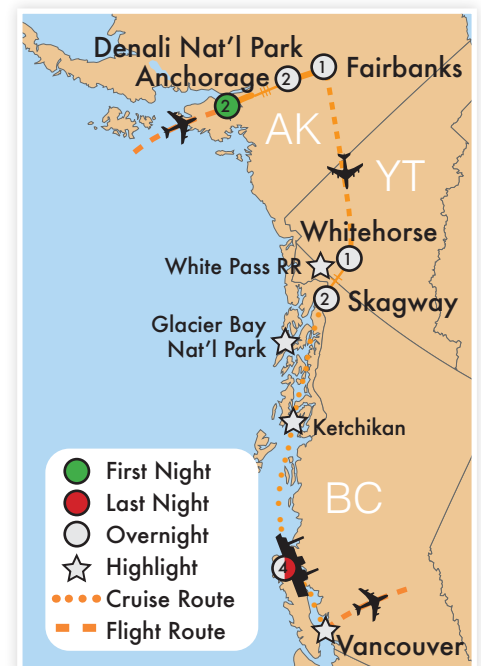 Denali Nat'l Park
Anchorage
2
1
Fairbanks
2
AK
YT
Whitehorse
1
White Pass RR
2
Skagway
Glacier Bay
Nat'l Park
Ketchikan
BC
First Night
Last Night
Overnight
Highlight
Cruise Route
Flight Route
4
Vancouver